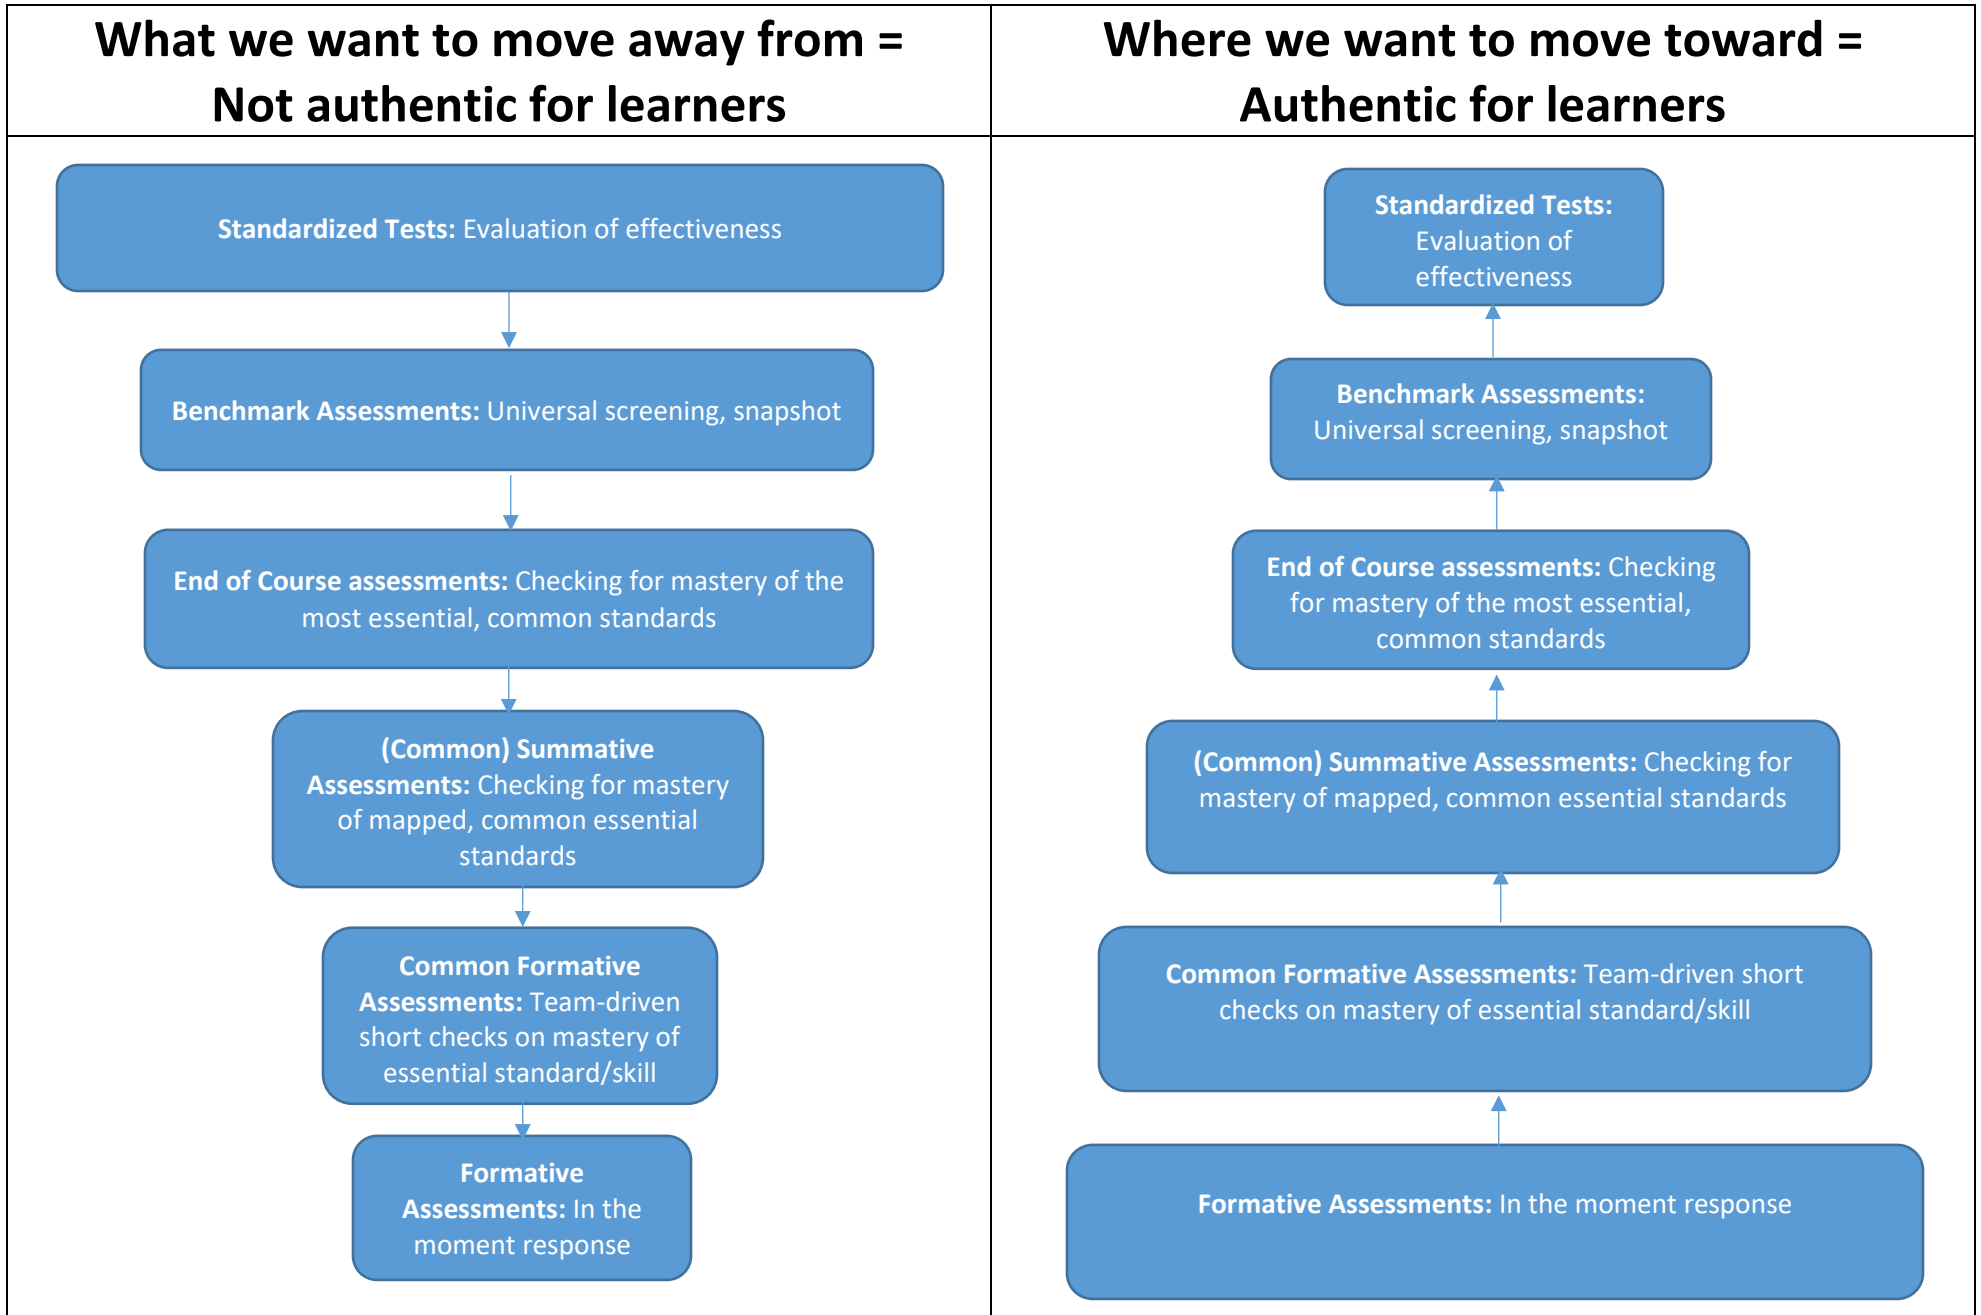 What we want to move away from =
Not authentic for learners
Standardized Tests: Evaluation of effectiveness
Benchmark Assessments: Universal screening, snapshot
End of Course assessments: Checking for mastery of the
most essential, common standards
(Common) Summative
Assessments: Checking for mastery
of mapped, common essential
standards
Common Formative
Assessments: Team-driven
short checks on mastery of
essential standard/skill
Formative
Assessments: In the
moment response
Where we want to move toward =
Authentic for learners
Standardized Tests:
Evaluation of
effectiveness
Benchmark Assessments:
Universal screening, snapshot
End of Course assessments: Checking
for mastery of the most essential,
common standards
(Common) Summative Assessments: Checking for
mastery of mapped, common essential standards
Common Formative Assessments: Team-driven short
checks on mastery of essential standard/skill
Formative Assessments: In the moment response